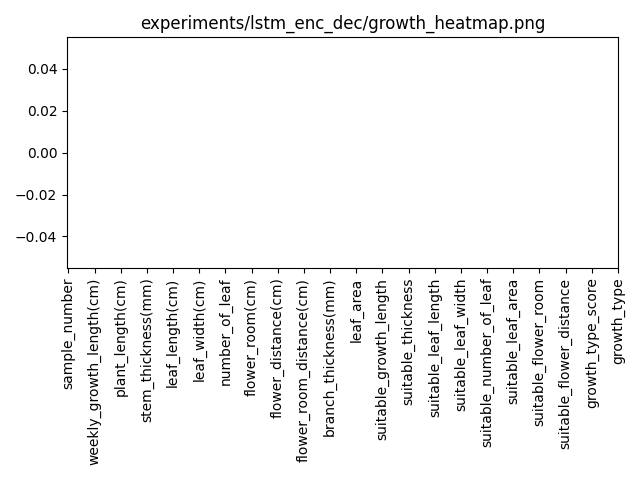 experiments/lstm_enc_dec/growth_heatmap.png
0.04
0.02
0.00
−0.02
−0.04
sample_number
weekly_growth_length(cm)
plant_length(cm)
stem_thickness(mm)
leaf_length(cm)
leaf_width(cm)
number_of_leaf
flower_room(cm)
flower_distance(cm)
flower_room_distance(cm)
branch_thickness(mm)
leaf_area
suitable_growth_length
suitable_thickness
suitable_leaf_length
suitable_leaf_width
suitable_number_of_leaf
suitable_leaf_area
suitable_flower_room
suitable_flower_distance
growth_type_score
growth_type